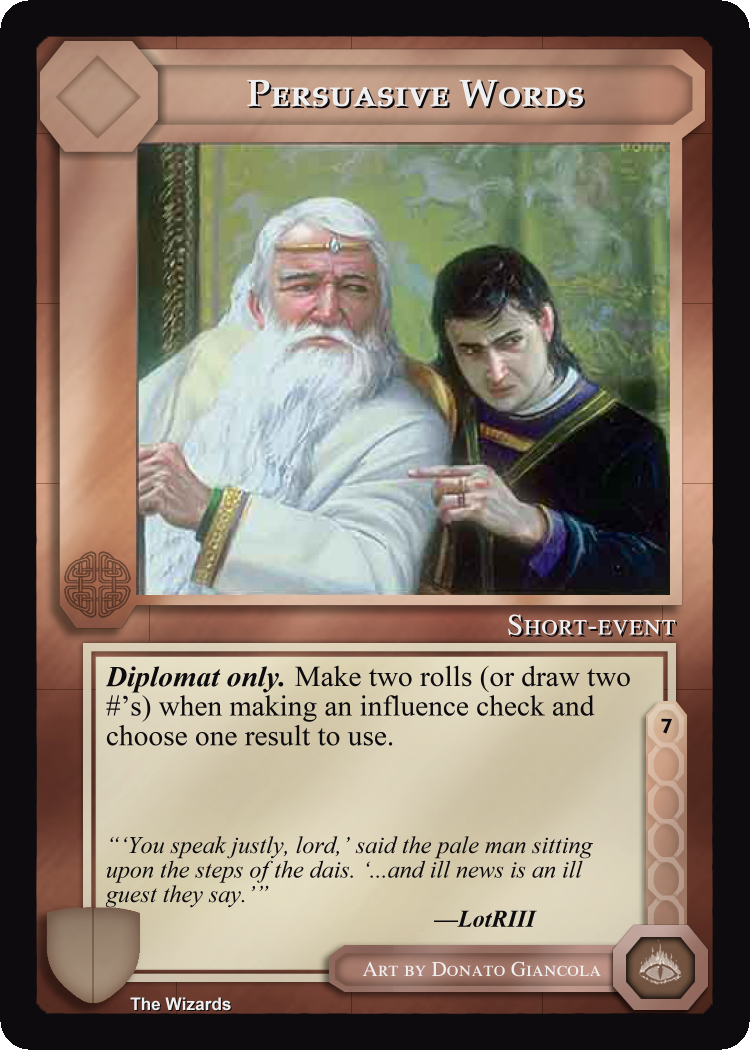 Persuasive Words
Short-event
Diplomat only. Make two rolls (or draw two
#'s) when making an influence check and
choose one result to use.
7
“‘You speak justly, lord,’ said the pale man sitting
upon the steps of the dais. ‘...and ill news is an ill
guest they say.’”
—LotRIII
Art by Donato Giancola
The Wizards